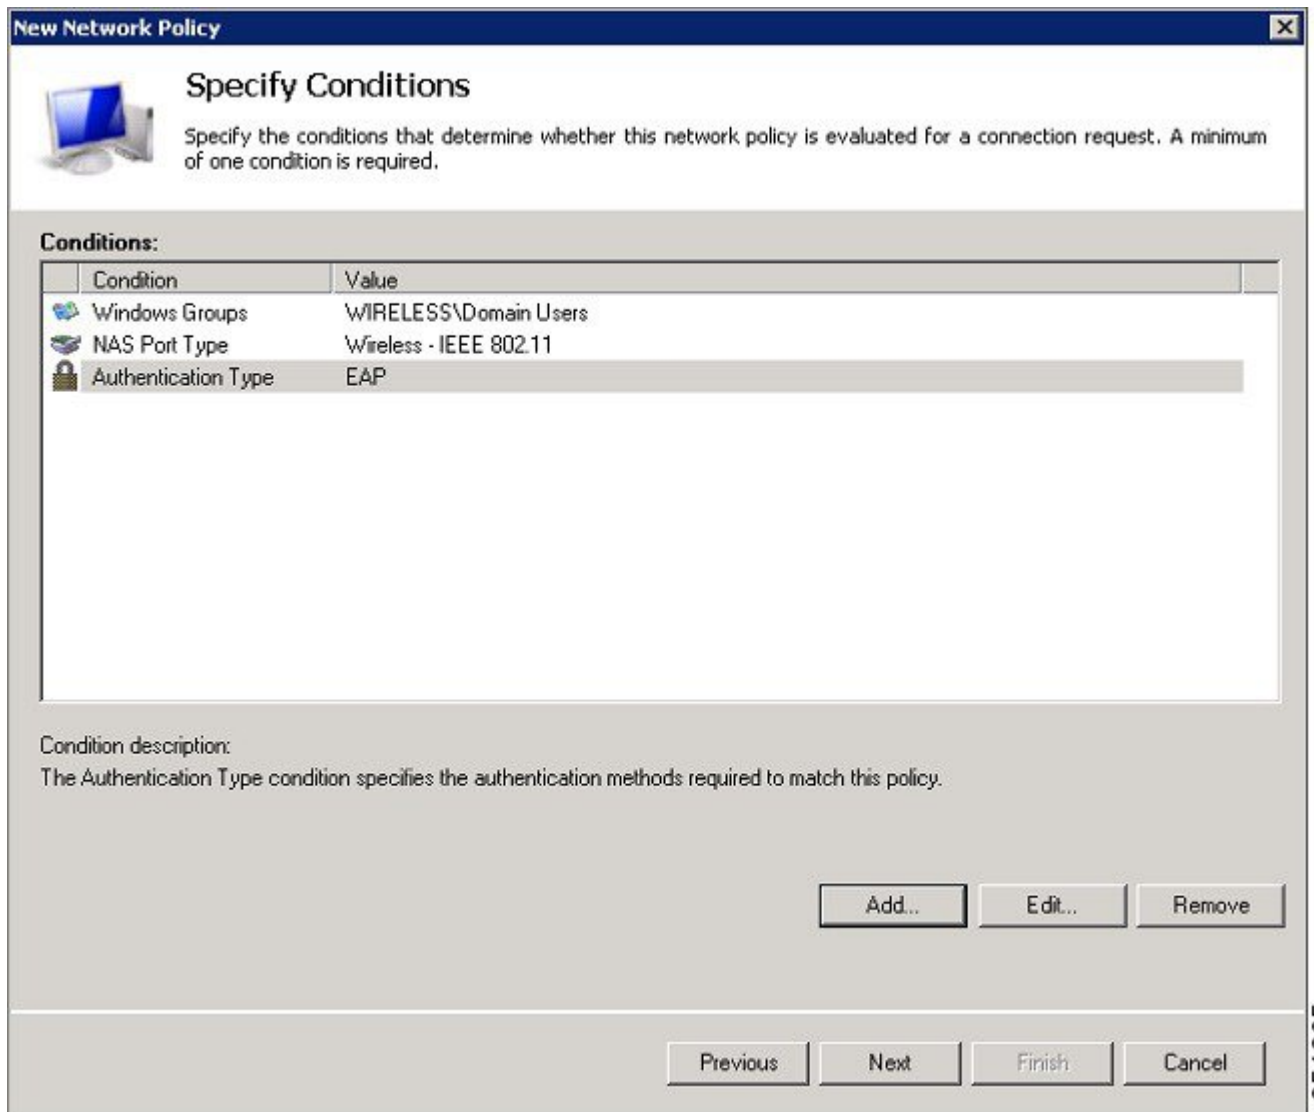 New Network Policy
Specify Conditions
Specify the conditions that determine whether this network policy is evaluated for a connection request. A minimum
of one condition is required.
Conditions:
Condition Value
Windows Groups WIRELESS\Domain Users
NAS Port Type Wireless - IEEE 802.11
Authentication Type EAP
Condition description:
The Authentication Type condition specifies the authentication methods required to match this policy.
Add... Edit... Remove
Previous Next Finish Cancel